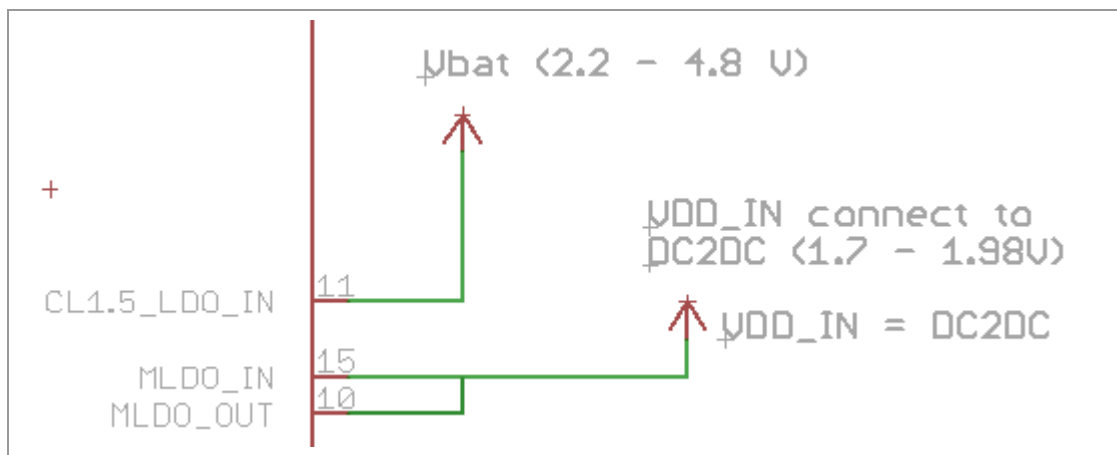 Vbat (2.2 - 4.8 V)
VDD_IN connect to
DC2DC (1.7 - 1.98V)
CL1.5_LDO_IN 11
VDD_IN = DC2DC
MLDO_IN 15
MLDO_OUT 10